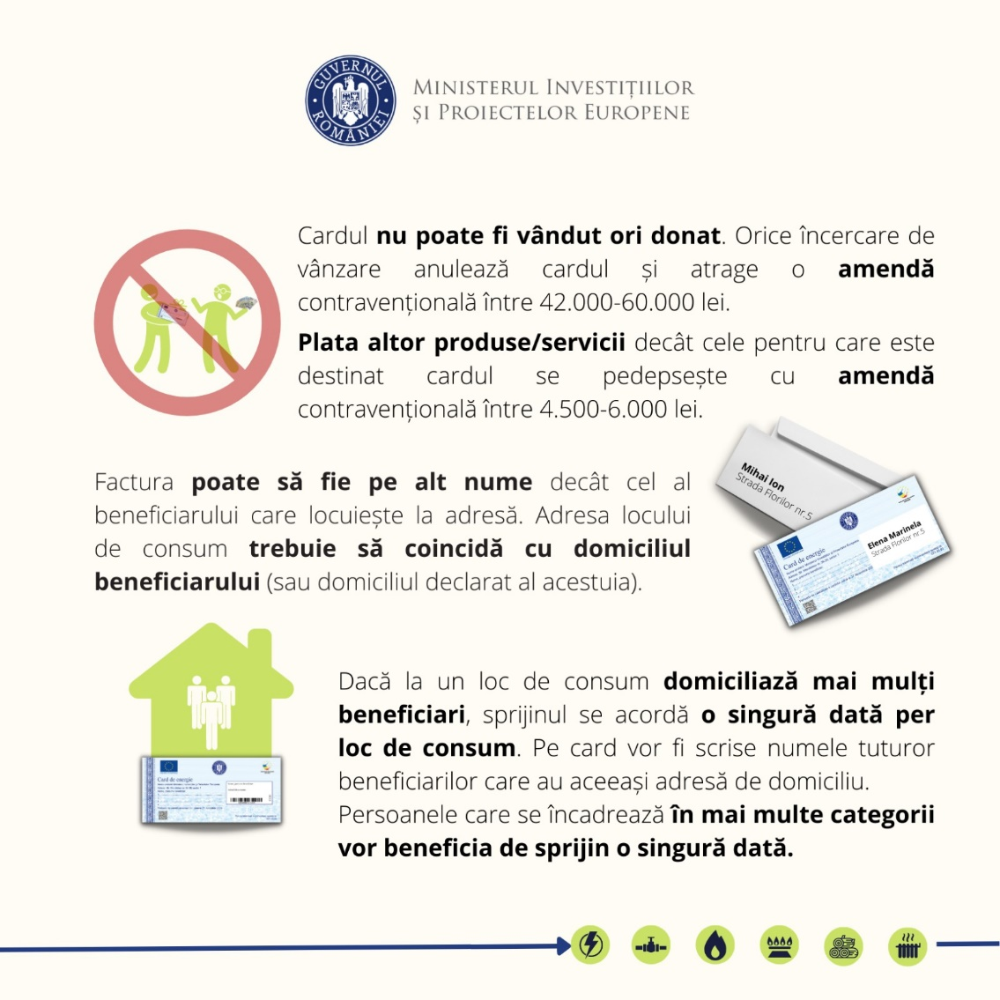 GUVERNUL ROMÂNIEI
MINISTERUL INVESTIȚIILOR
ȘI PROIECTELOR EUROPENE
Cardul nu poate fi vândut ori donat. Orice încercare de
vânzare anulează cardul și atrage o amendă
contravențională între 42.000-60.000 lei.
Plata altor produse/servicii decât cele pentru care este
destinat cardul se pedepsește cu amendă
contravențională între 4.500-6.000 lei.
Mihai Ion
Strada Florilor nr.5
Elena Marinela
Strada Florilor nr.5
Card de energie
Factura poate să fie pe alt nume decât cel al
beneficiarului care locuiește la adresă. Adresa locului
de consum trebuie să coincidă cu domiciliul
beneficiarului (sau domiciliul declarat al acestuia).
Dacă la un loc de consum domiciliază mai mulți
beneficiari, sprijinul se acordă o singură dată per
loc de consum. Pe card vor fi scrise numele tuturor
beneficiarilor care au aceeași adresă de domiciliu.
Persoanele care se încadrează în mai multe categorii
vor beneficia de sprijin o singură dată.
Card de energie